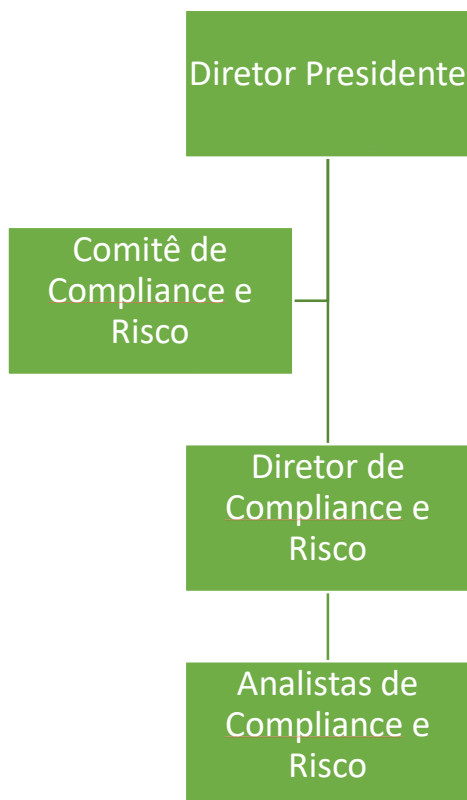 Diretor Presidente
Comitê de
Compliance e
Risco
Diretor de
Compliance e
Risco
Analistas de
Compliance e
Risco